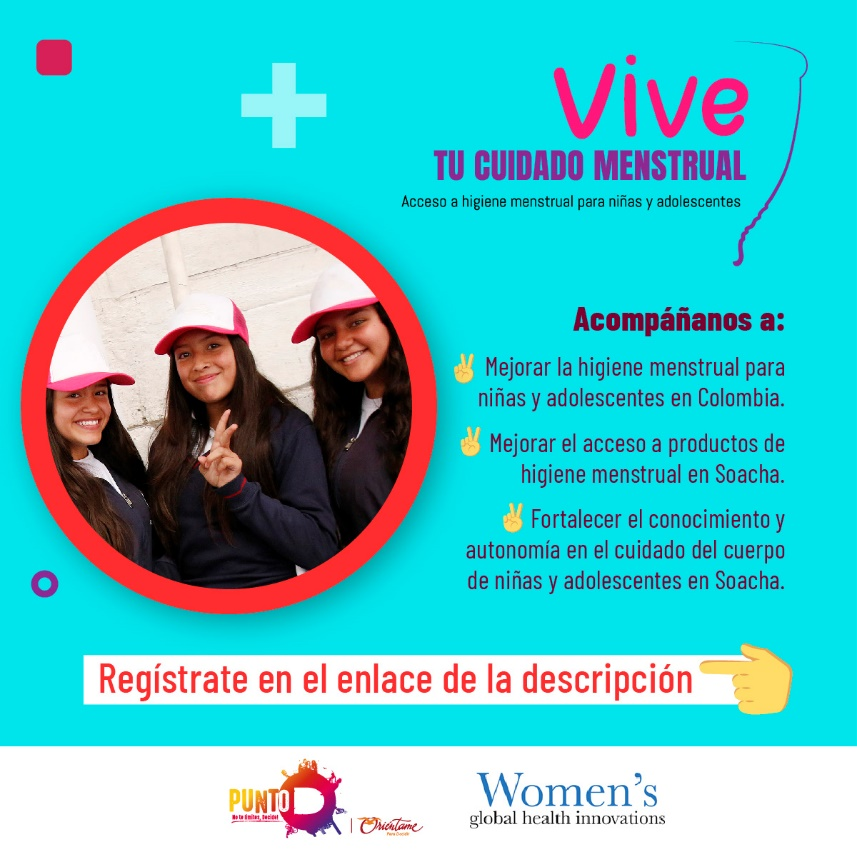 Vive
TU CUIDADO MENSTRUAL
Acceso a higiene menstrual para niñas y adolescentes
Acompáñanos a:
✌ Mejorar la higiene menstrual para
niñas y adolescentes en Colombia.
✌ Mejorar el acceso a productos de
higiene menstrual en Soacha.
✌ Fortalecer el conocimiento y
autonomía en el cuidado del cuerpo
de niñas y adolescentes en Soacha.
Regístrate en el enlace de la descripción
PUNTO D
No te límites, Decide!
Oriéntame
Para Decidir
Women's
global health innovations